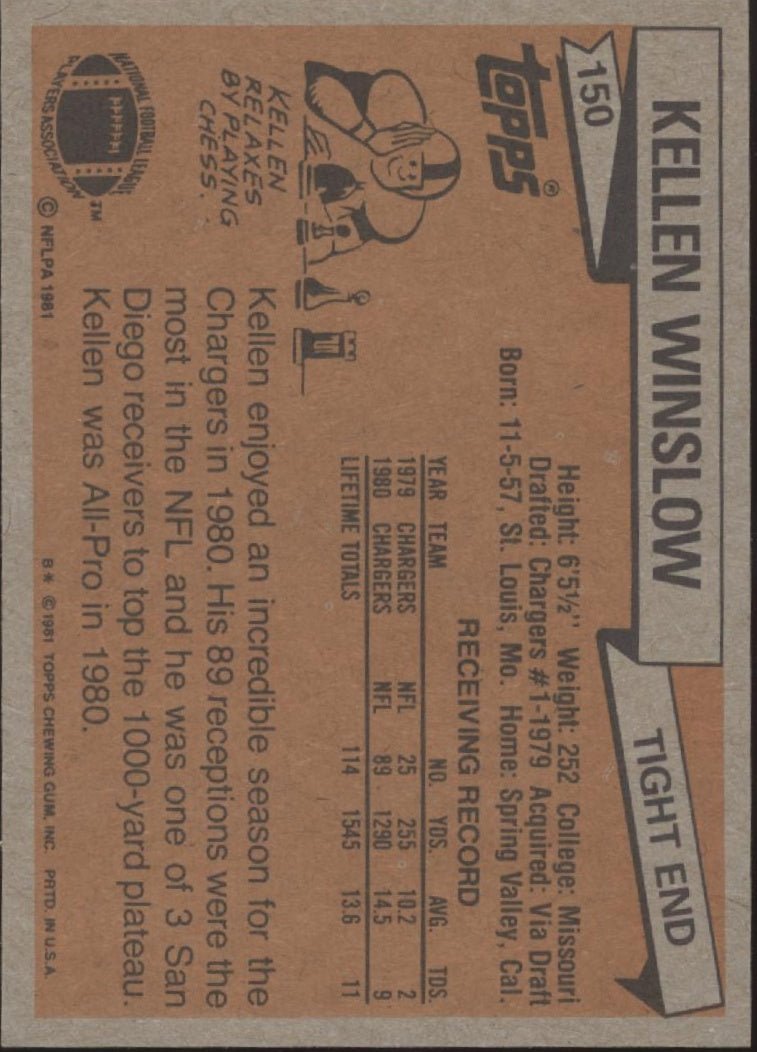 150
KELLEN WINSLOW
TIGHT END
topps®
Height: 6'5½" Weight: 252 College: Missouri
Drafted: Chargers #1-1979 Acquired: Via Draft
Born: 11-5-57, St. Louis, Mo. Home: Spring Valley, Cal.
RECEIVING RECORD
YEAR TEAM NO. YDS. AVG. TDS.
1979 CHARGERS NFL 25 255 10.2 2
1980 CHARGERS NFL 89 1290 14.5 9
LIFETIME TOTALS 114 1545 13.6 11
KELLEN
RELAXES
BY PLAYING
CHESS.
Kellen enjoyed an incredible season for the
Chargers in 1980. His 89 receptions were the
most in the NFL and he was one of 3 San
Diego receivers to top the 1000-yard plateau.
Kellen was All-Pro in 1980.
NATIONAL FOOTBALL LEAGUE
PLAYERS ASSOCIATION
TM
© NFLPA 1981
B* ©1981 TOPPS CHEWING GUM, INC. PRTD. IN U.S.A.